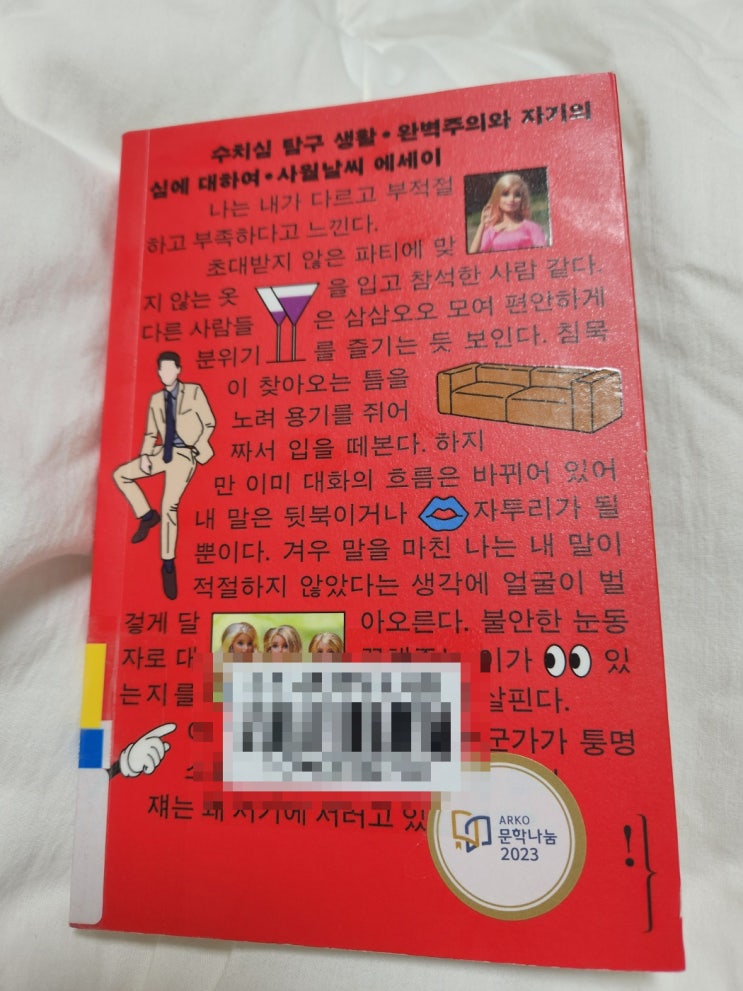 수치심 탐구 생활·완벽주의와 자기의
심에 대하여·사월날씨 에세이
나는 내가 다르고 부적절
하고 부족하다고 느낀다.
초대받지 않은 파티에 맞
지 않는 옷 을 입고 참석한 사람 같다.
다른 사람들 은 삼삼오오 모여 편안하게
분위기 를 즐기는 듯 보인다. 침묵
이 찾아오는 틈을
노려 용기를 쥐어
짜서 입을 떼본다. 하지
만 이미 대화의 흐름은 바뀌어 있어
내 말은 뒷북이거나 자투리가 될
뿐이다. 겨우 말을 마친 나는 내 말이
적절하지 않았다는 생각에 얼굴이 벌
겋게 달 아오른다. 불안한 눈동
자로 대 이가 있
는지를 살핀다.
군가가 퉁명
쟤는 왜 저기에 서
ARKO
문학나눔
2023
!}